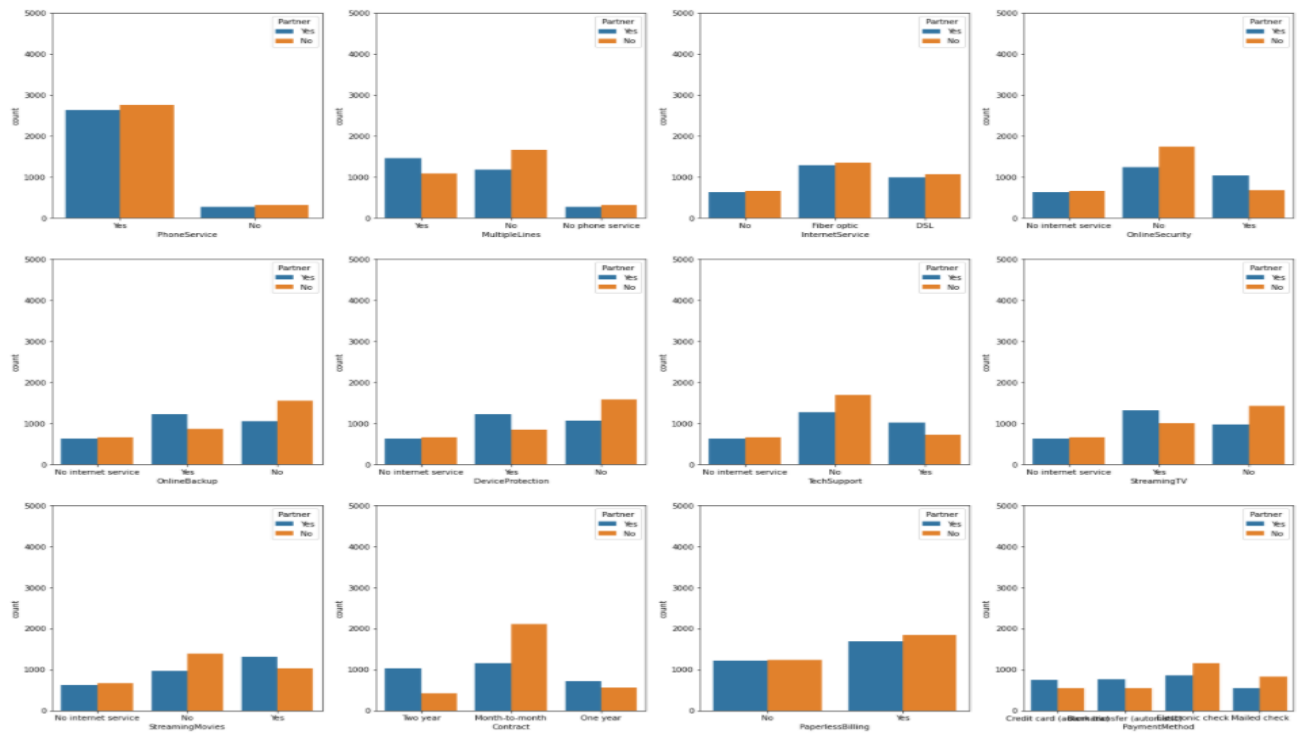 5000
4000
3000
2000
1000
0
count
Partner
Yes
No
Yes No
PhoneService
5000
4000
3000
2000
1000
0
count
Partner
Yes
No
Yes No No phone service
MultipleLines
5000
4000
3000
2000
1000
0
count
Partner
Yes
No
No Fiber optic DSL
InternetService
5000
4000
3000
2000
1000
0
count
Partner
Yes
No
No internet service No Yes
OnlineSecurity
5000
4000
3000
2000
1000
0
count
Partner
Yes
No
No internet service Yes No
OnlineBackup
5000
4000
3000
2000
1000
0
count
Partner
Yes
No
No internet service Yes No
DeviceProtection
5000
4000
3000
2000
1000
0
count
Partner
Yes
No
No internet service No Yes
TechSupport
5000
4000
3000
2000
1000
0
count
Partner
Yes
No
No internet service Yes No
StreamingTV
5000
4000
3000
2000
1000
0
count
Partner
Yes
No
No internet service No Yes
StreamingMovies
5000
4000
3000
2000
1000
0
count
Partner
Yes
No
Two year Month-to-month One year
Contract
5000
4000
3000
2000
1000
0
count
Partner
Yes
No
No Yes
PaperlessBilling
5000
4000
3000
2000
1000
0
count
Partner
Yes
No
Credit card check Mailed check
PaymentMethod